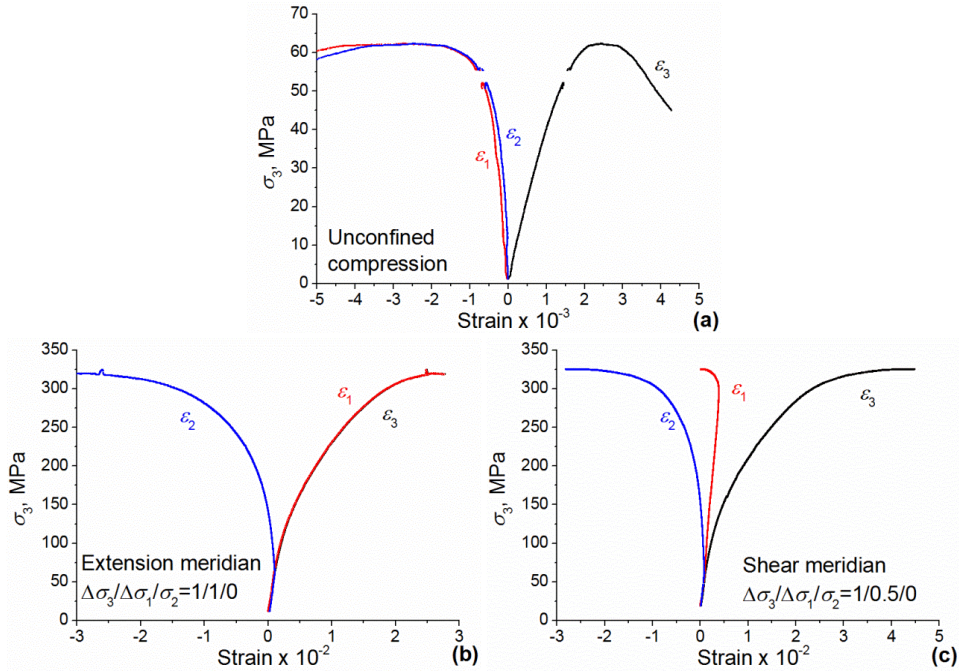 70
60
50
40
30
20
10
0
σ3, MPa
ε1
ε2
ε3
Unconfined
compression
-5 -4 -3 -2 -1 0 1 2 3 4 5
Strain x 10-3
(a)
350
300
250
200
150
100
50
0
σ3, MPa
ε2
ε1
ε3
Extension meridian
Δσ3/Δσ1/σ2=1/1/0
-3 -2 -1 0 1 2 3
Strain x 10-2
(b)
350
300
250
200
150
100
50
0
σ3, MPa
ε2
ε1
ε3
Shear meridian
Δσ3/Δσ1/σ2=1/0.5/0
-3 -2 -1 0 1 2 3 4 5
Strain x 10-2
(c)